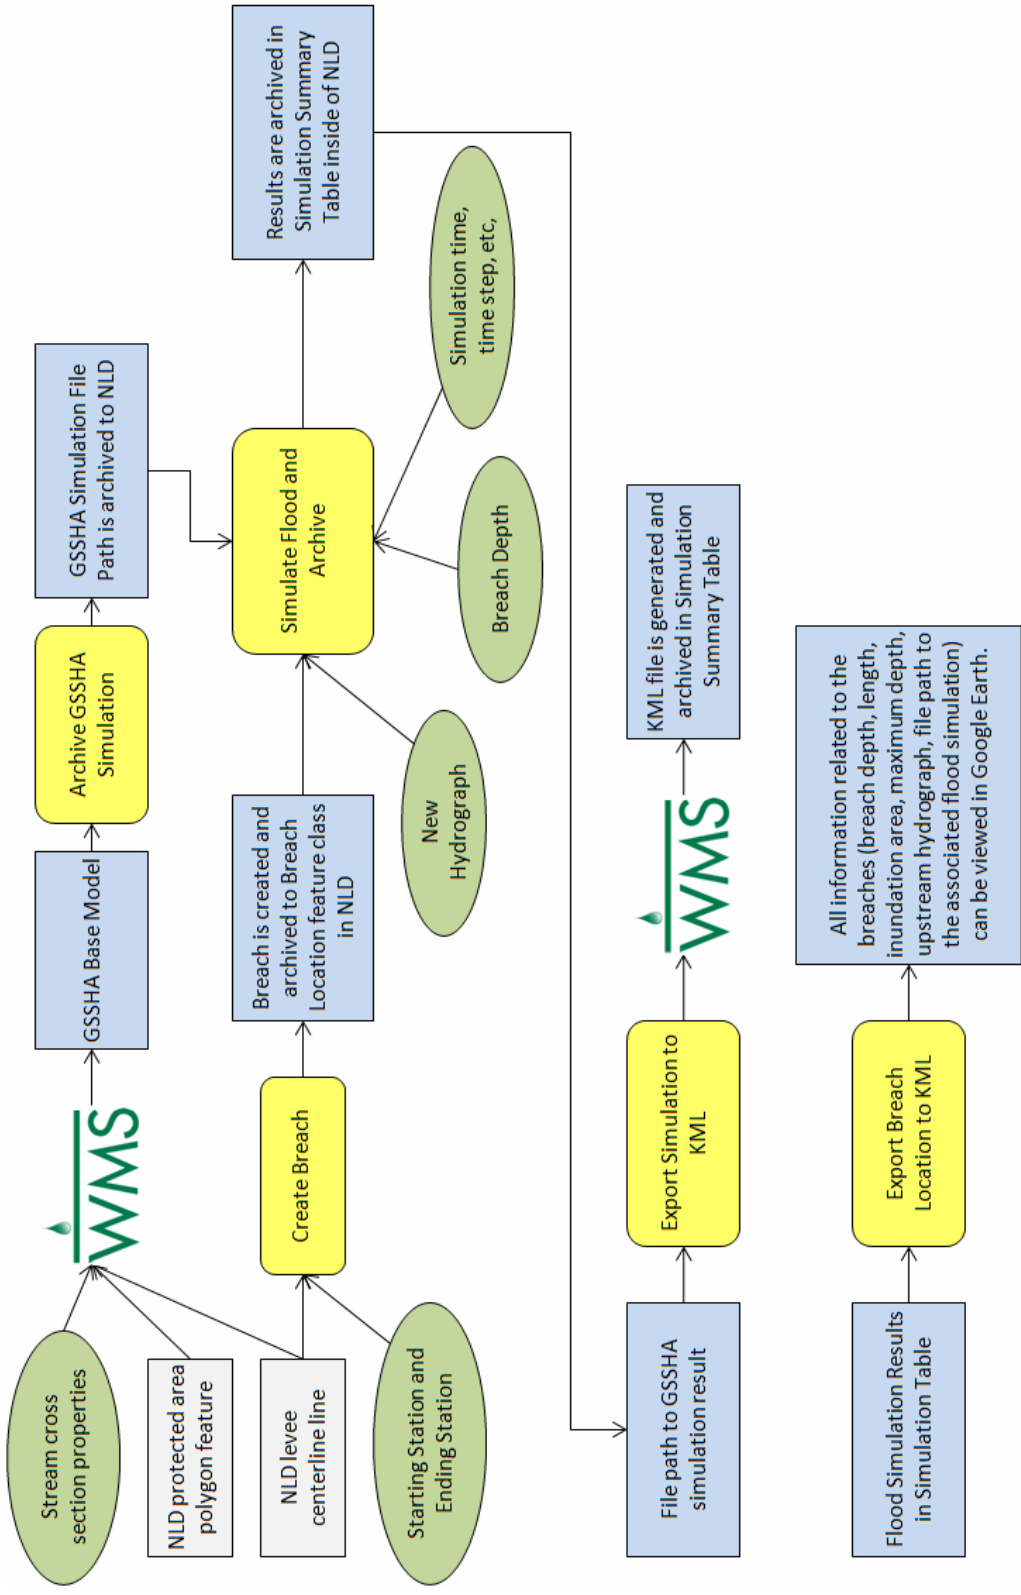 Stream cross
section properties
NLD protected area
polygon feature
NLD levee
centerline line
Starting Station and
Ending Station
WMS
GSSHA Base Model
Archive GSSHA
Simulation
GSSHA Simulation File
Path is archived to NLD
Create Breach
Breach is created and
archived to Breach
Location feature class
in NLD
New
Hydrograph
Simulate Flood and
Archive
Breach Depth
Simulation time,
time step, etc,
Results are archived in
Simulation Summary
Table inside of NLD
File path to GSSHA
simulation result
Export Simulation to
KML
WMS
KML file is generated and
archived in Simulation
Summary Table
Flood Simulation Results
in Simulation Table
Export Breach
Location to KML
All information related to the
breaches (breach depth, length,
inundation area, maximum depth,
upstream hydrograph, file path to
the associated flood simulation)
can be viewed in Google Earth.